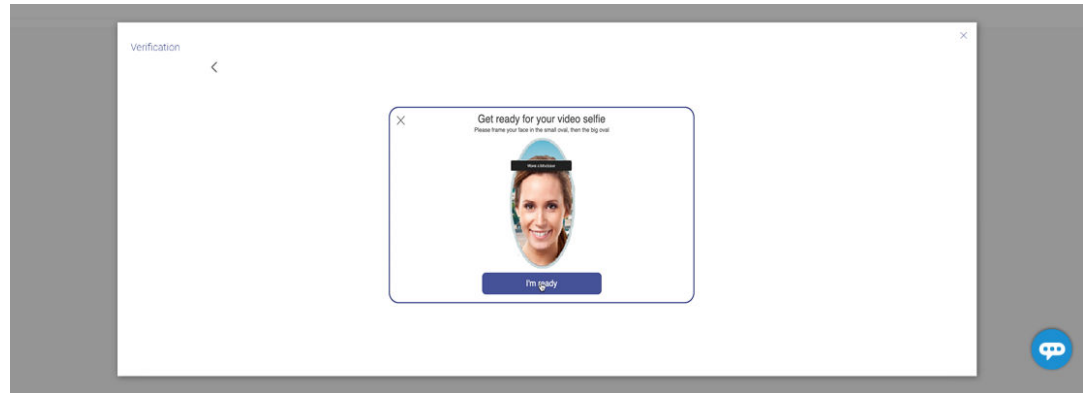 Verification
Get ready for your video selfie
Please frame your face in the small oval, then the big oval
I'm ready